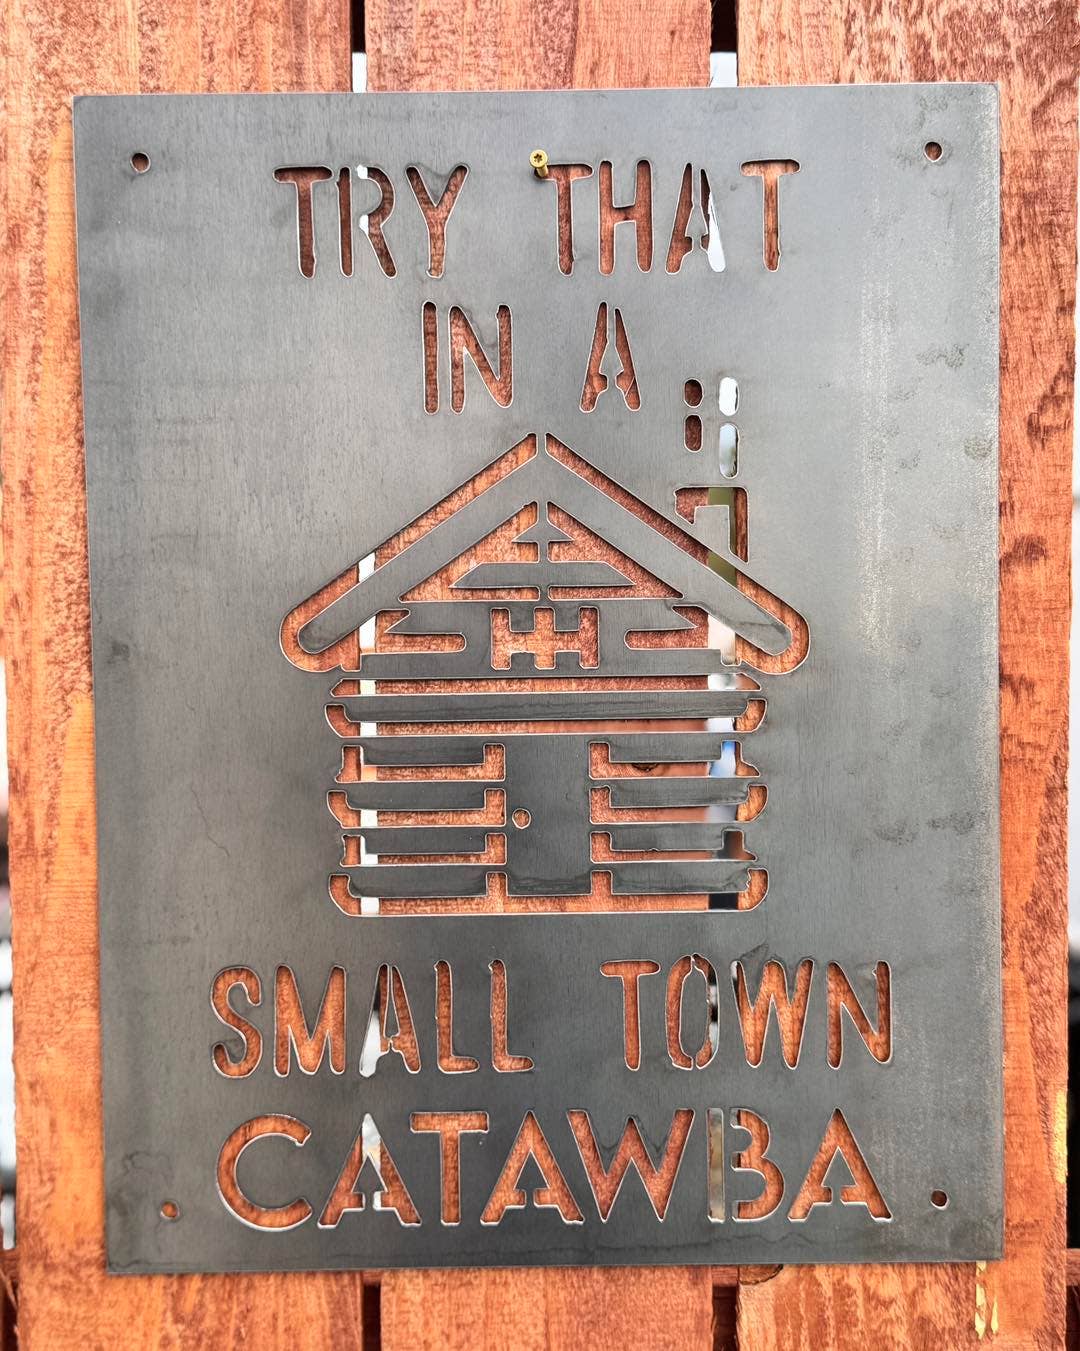 TRY THAT
IN A
SMALL TOWN
CATAWBA